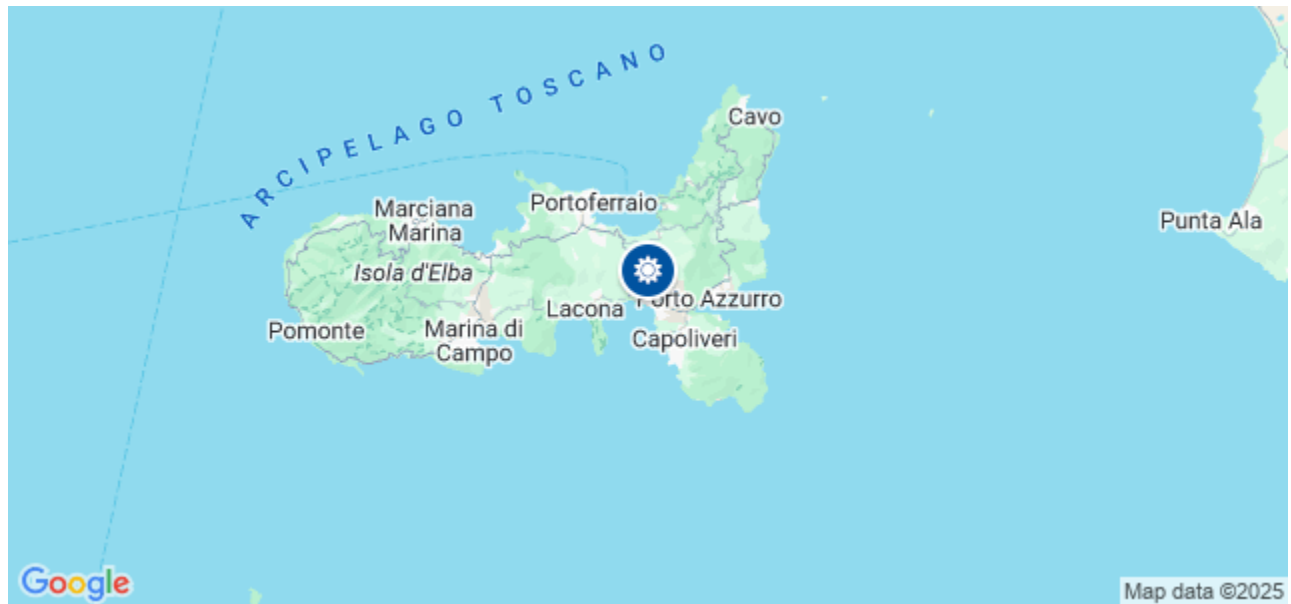 ARCIPELAGO TOSCANO
Cavo
Portoferraio
Marciana
Marina
Punta Ala
Isola d'Elba
Porto Azzurro
Lacona
Pomonte
Marina di
Campo
Capoliveri
Google
Map data ©2025